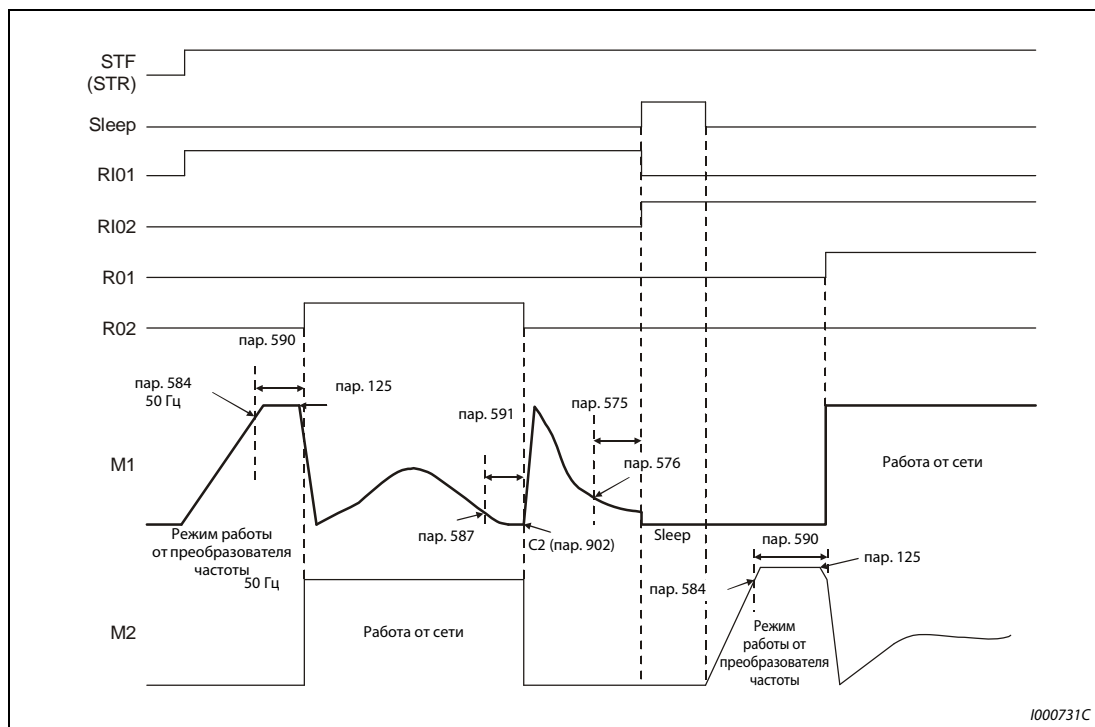 STF
(STR)
Sleep
RI01
RI02
R01
R02
пар. 590
пар. 584
50 Гц
пар. 125
пар. 591
пар. 575
пар. 576
M1
Работа от сети
пар. 587
C2 (пар. 902)
Sleep
Режим работы
от преобразователя
частоты
50 Гц
пар. 590
пар. 125
пар. 584
M2
Работа от сети
Режим
работы от
преобразователя
частоты
I000731C